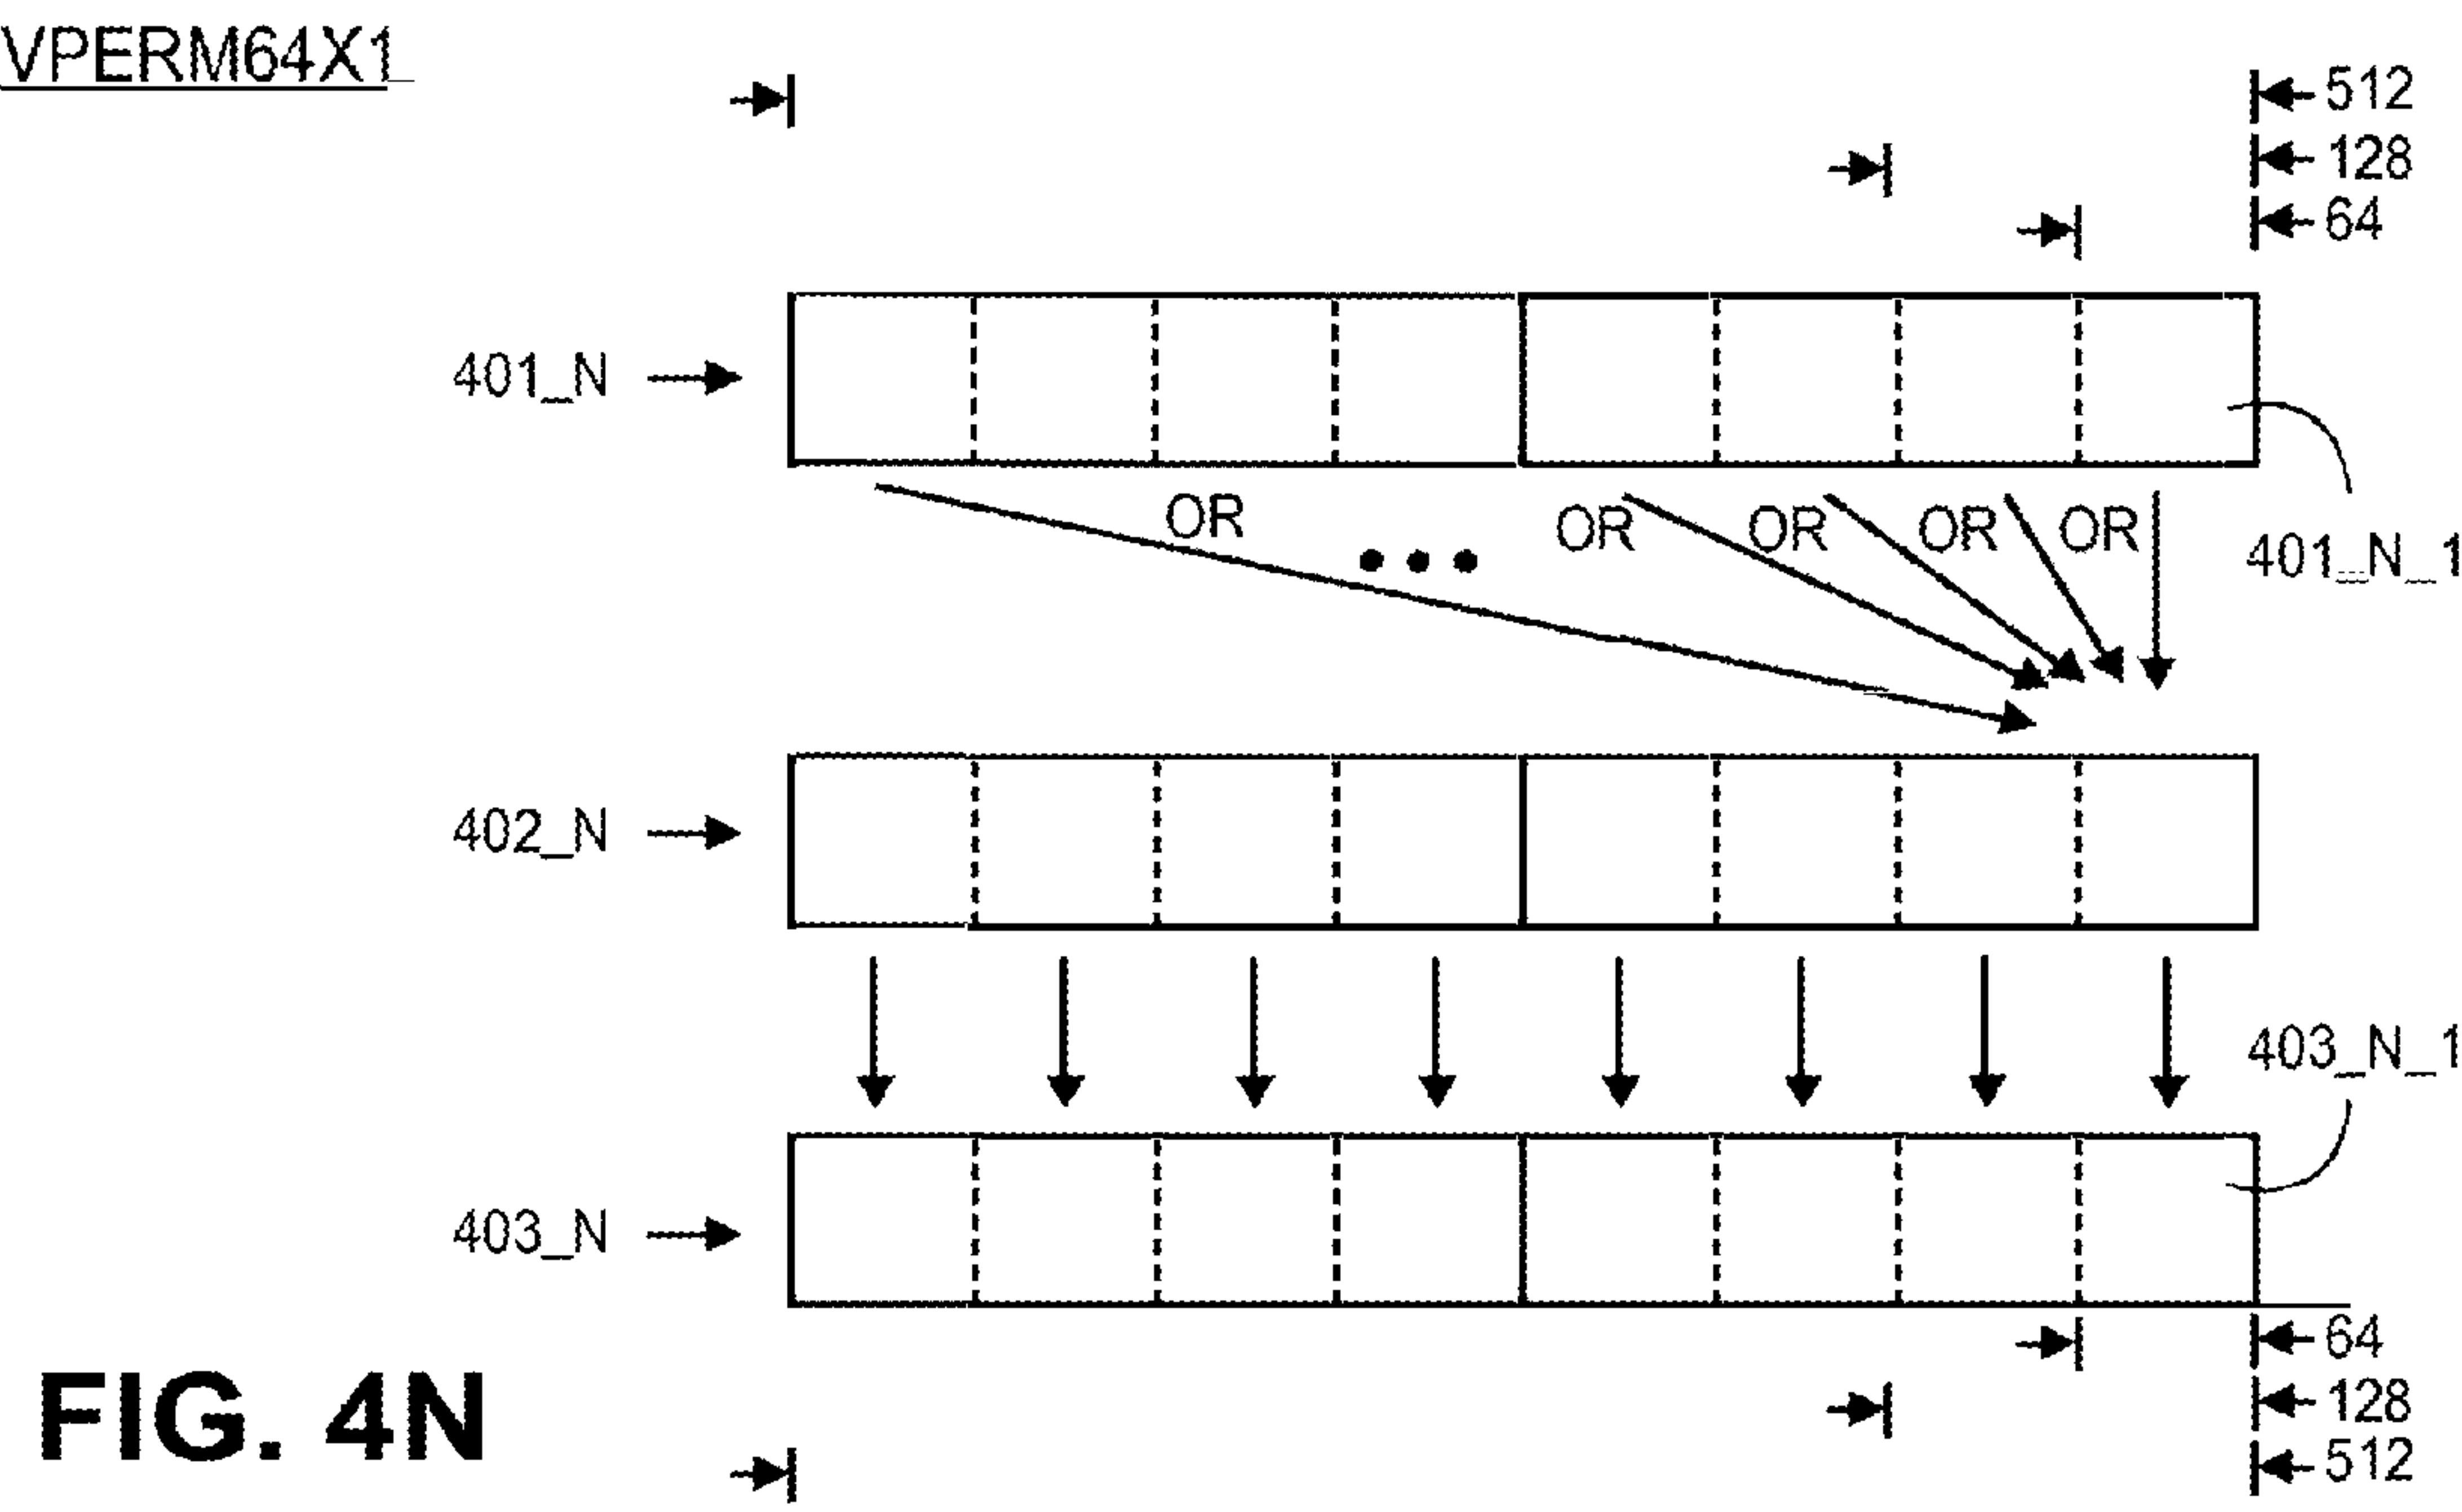 VPERM64X1
512
128
64
401_N
OR OR OR OR OR
401_N_1
402_N
403_N_1
403_N
64
128
512
FIG. 4N